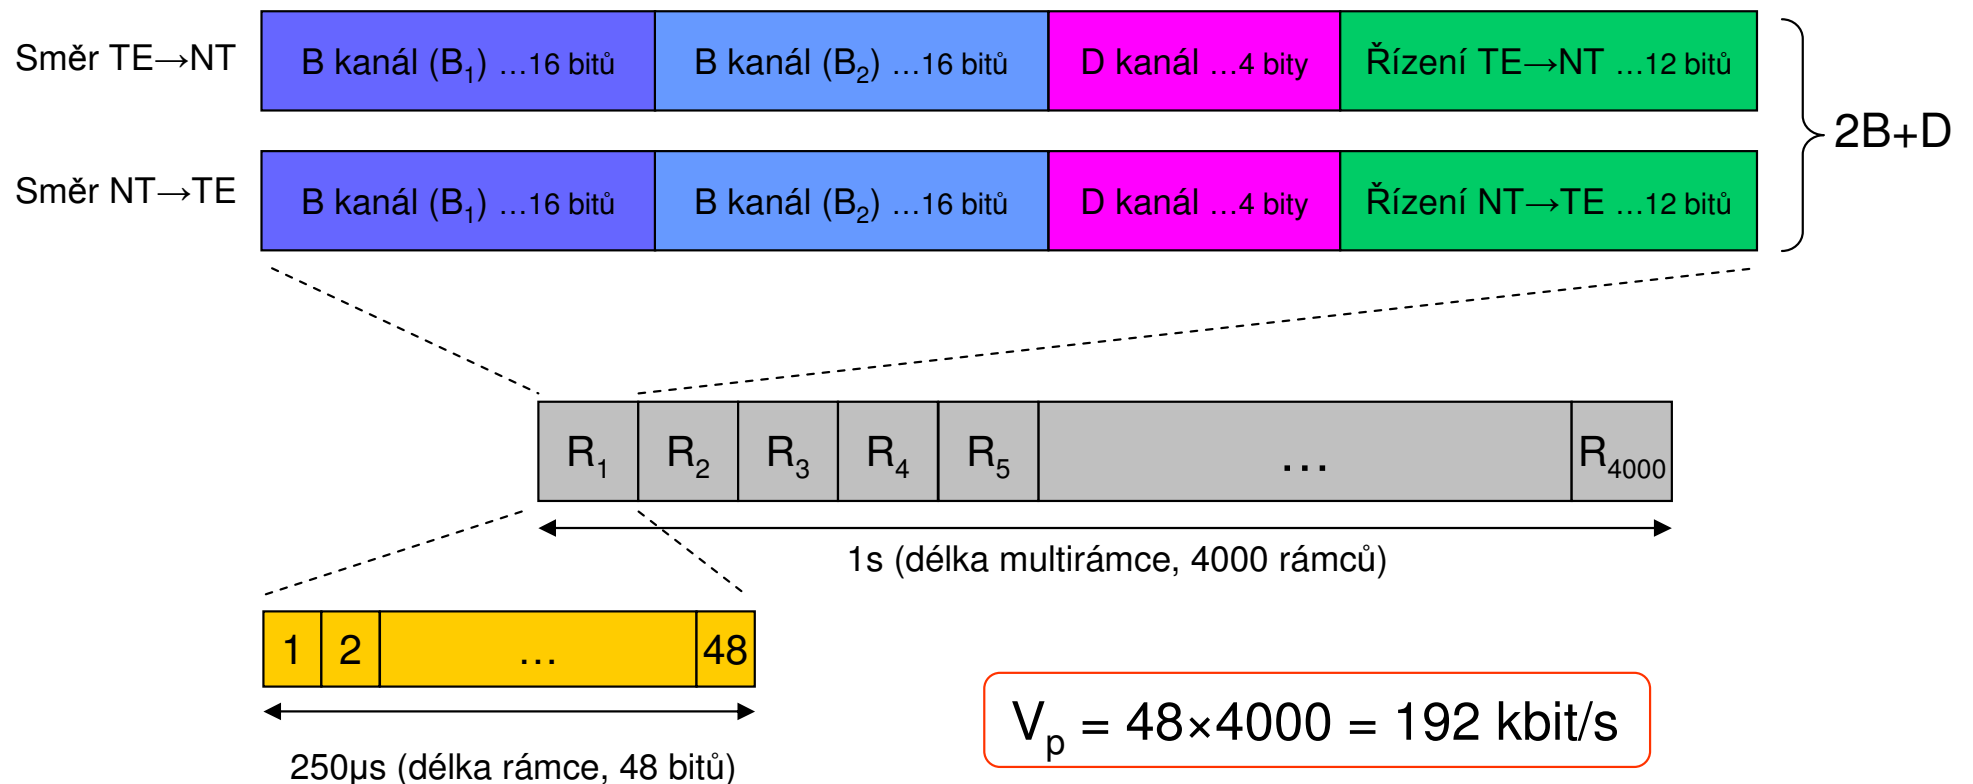 Směr TE→NT
B kanál (B₁) …16 bitů
B kanál (B₂) …16 bitů
D kanál …4 bity
Řízení TE→NT …12 bitů
2B+D
Směr NT→TE
B kanál (B₁) …16 bitů
B kanál (B₂) …16 bitů
D kanál …4 bity
Řízení NT→TE …12 bitů
R₁
R₂
R₃
R₄
R₅
…
R₄₀₀₀
1s (délka multirámce, 4000 rámců)
1
2
…
48
250μs (délka rámce, 48 bitů)
Vₚ = 48×4000 = 192 kbit/s